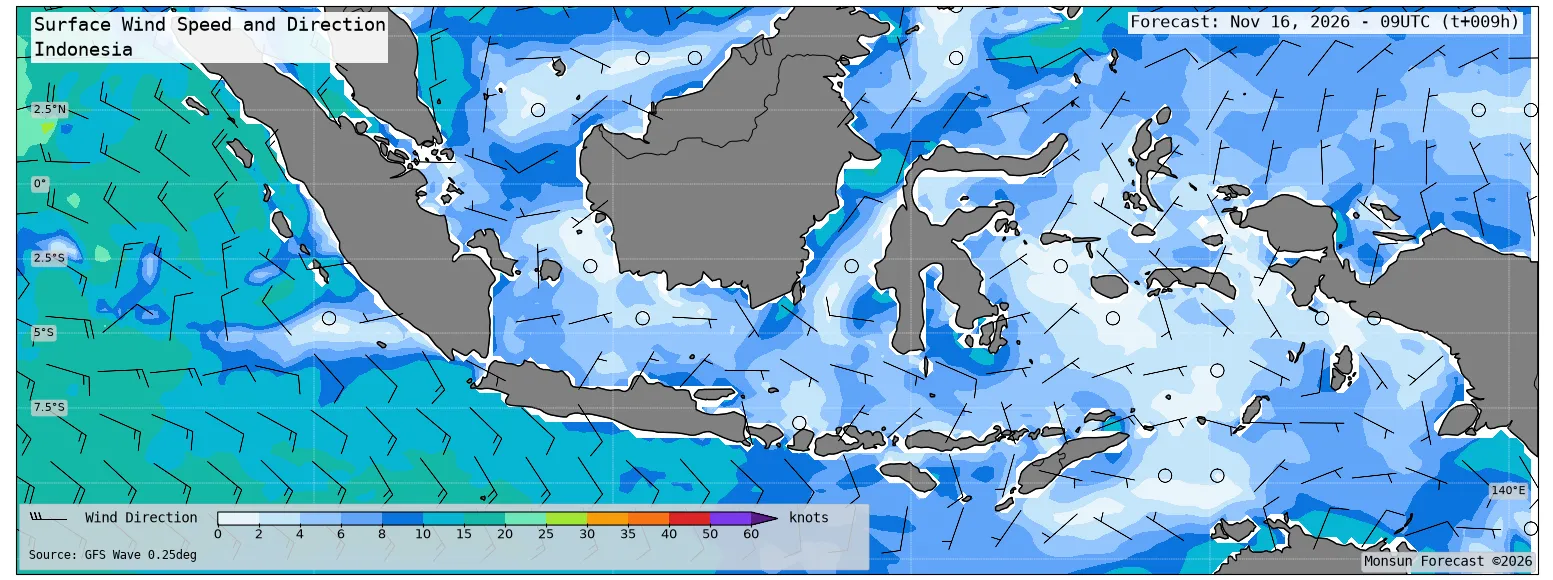 Surface Wind Speed and Direction
Indonesia
Forecast: Nov 16, 2026 - 09UTC (t+009h)
2.5°N
0°
2.5°S
5°S
7.5°S
140°E
Wind Direction
0 2 4 6 8 10 15 20 25 30 35 40 50 60
knots
Source: GFS Wave 0.25deg
Monsun Forecast ©2026